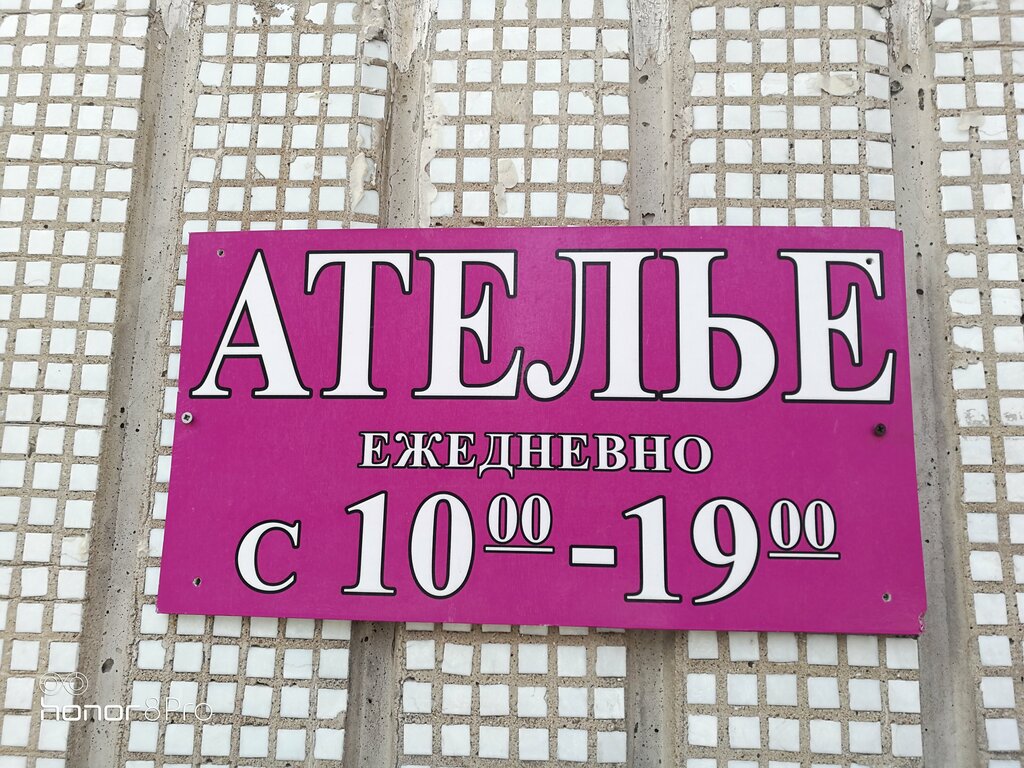 АТЕЛЬЕ
ЕЖЕДНЕВНО
с 10⁰⁰-19⁰⁰
honor 8 Pro